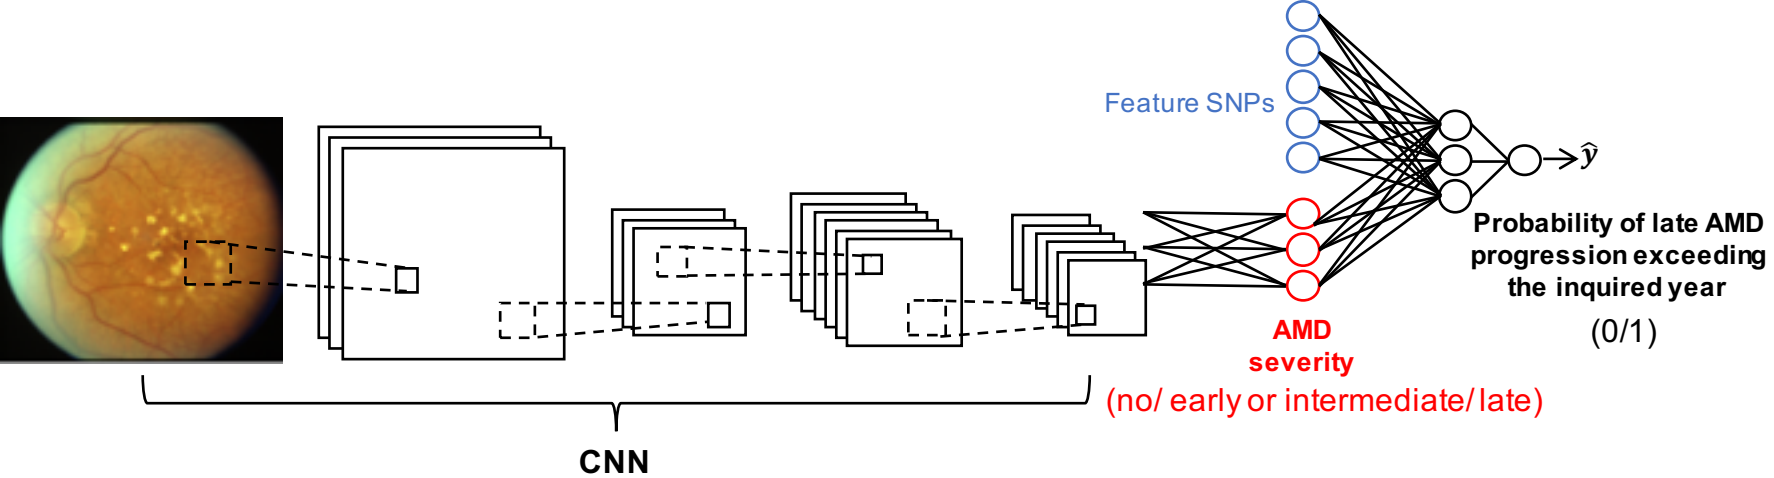 Feature SNPs
ŷ
Probability of late AMD
progression exceeding
the inquired year
(0/1)
AMD
severity
(no/ early or intermediate/ late)
CNN